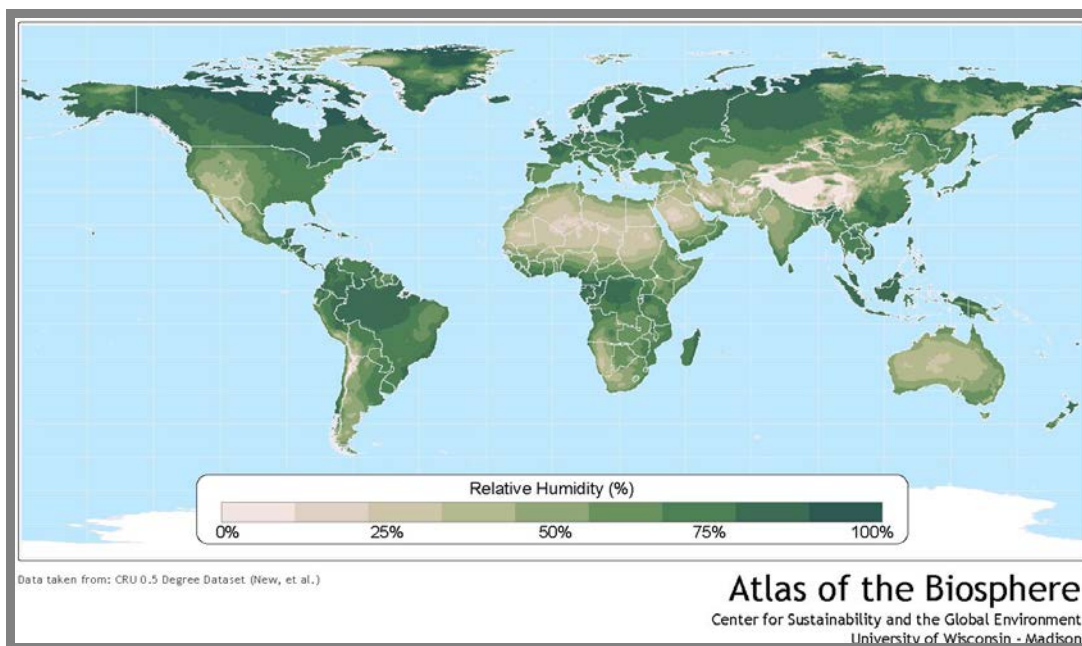 Relative Humidity (%)
0% 25% 50% 75% 100%
Data taken from: CRU 0.5 Degree Dataset (New, et al.)
Atlas of the Biosphere
Center for Sustainability and the Global Environment
University of Wisconsin - Madison